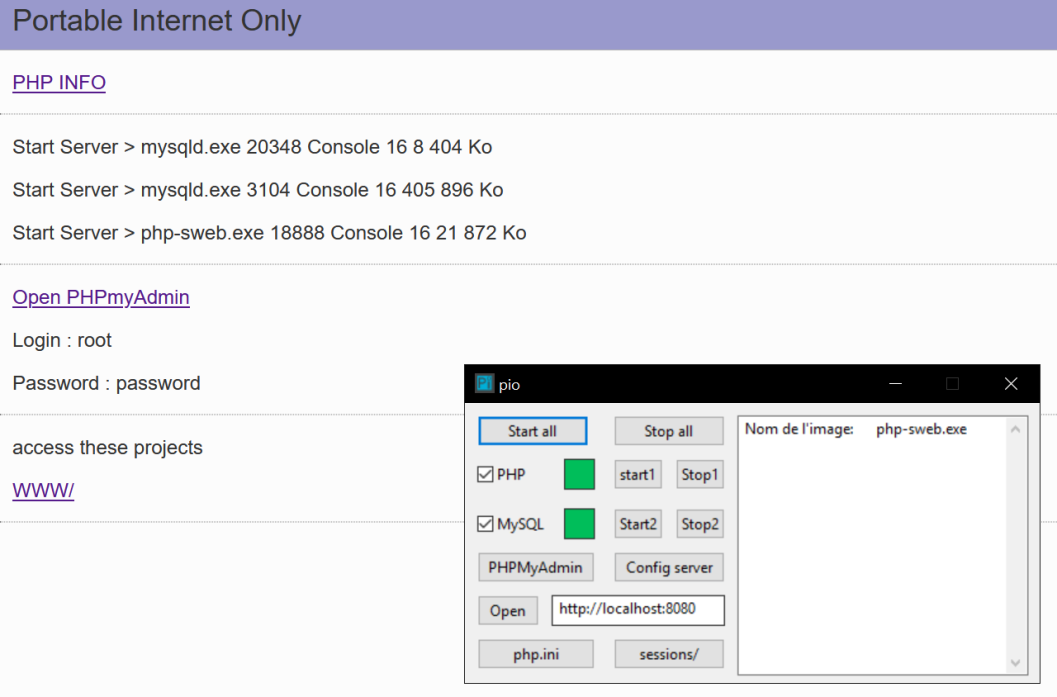 Portable Internet Only
PHP INFO
Start Server > mysqld.exe 20348 Console 16 8 404 Ko
Start Server > mysqld.exe 3104 Console 16 405 896 Ko
Start Server > php-sweb.exe 18888 Console 16 21 872 Ko
Open PHPmyAdmin
Login : root
Password : password
access these projects
WWW/
Pi pio
Start all Stop all
PHP start1 Stop1
MySQL Start2 Stop2
PHPMyAdmin Config server
Open http://localhost:8080
php.ini sessions/
Nom de l'image: php-sweb.exe